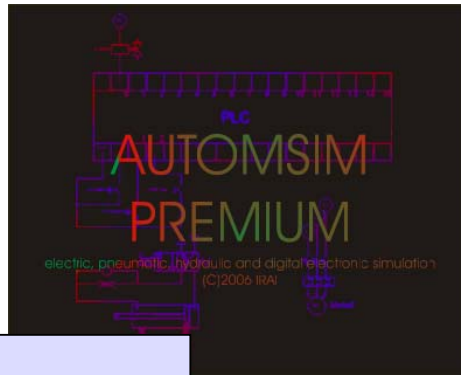 PLC
AUTOMSIM
PREMIUM
electric, pneumatic, hydraulic and digital electronic simulation
(C)2006 IRAI